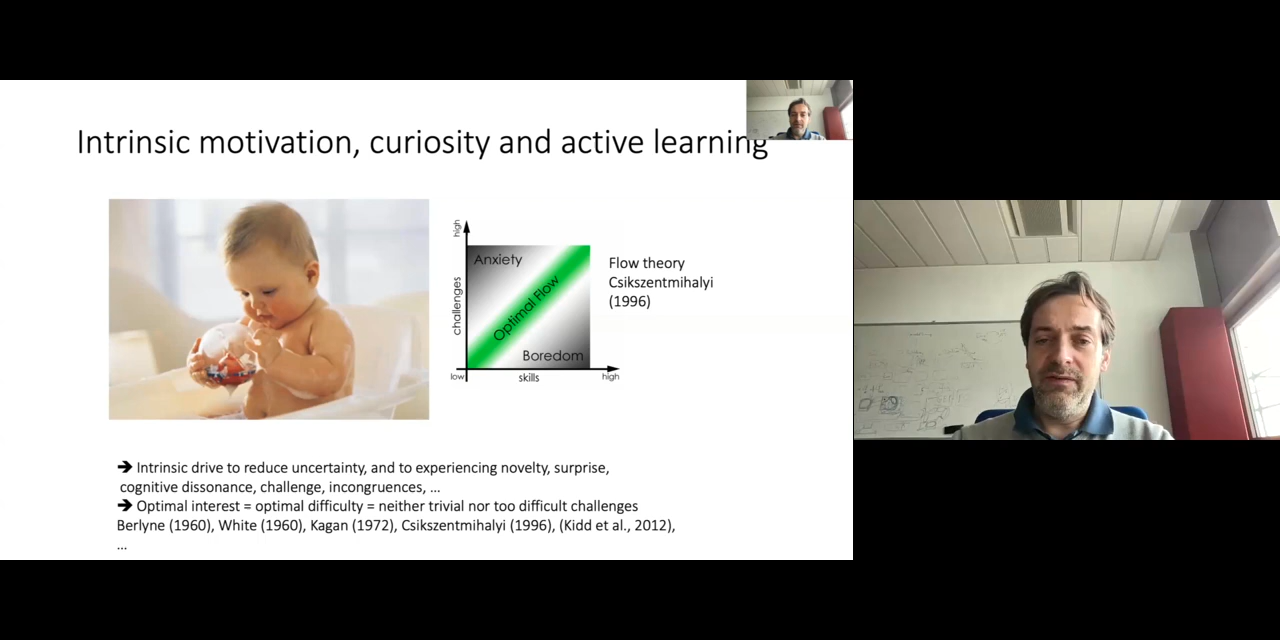 Intrinsic motivation, curiosity and active learning
high
Anxiety
challenges
Optimal Flow
Boredom
low
skills
high
Flow theory
Csikszentmihalyi
(1996)
➔ Intrinsic drive to reduce uncertainty, and to experiencing novelty, surprise,
cognitive dissonance, challenge, incongruences, ...
➔ Optimal interest = optimal difficulty = neither trivial nor too difficult challenges
Berlyne (1960), White (1960), Kagan (1972), Csikszentmihalyi (1996), (Kidd et al., 2012),
...